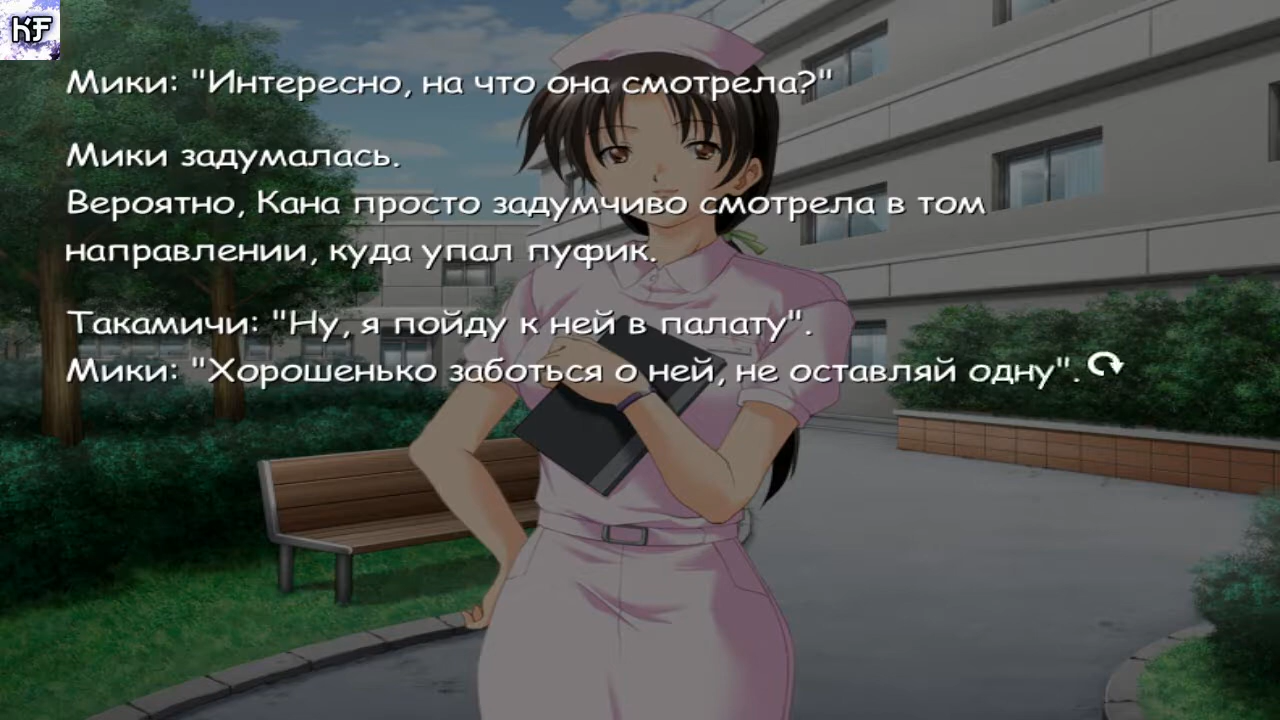 KF
Мики: "Интересно, на что она смотрела?"
Мики задумалась.
Вероятно, Кана просто задумчиво смотрела в том
направлении, куда упал пуфик.
Такамичи: "Ну, я пойду к ней в палату".
Мики: "Хорошенько заботься о ней, не оставляй одну".